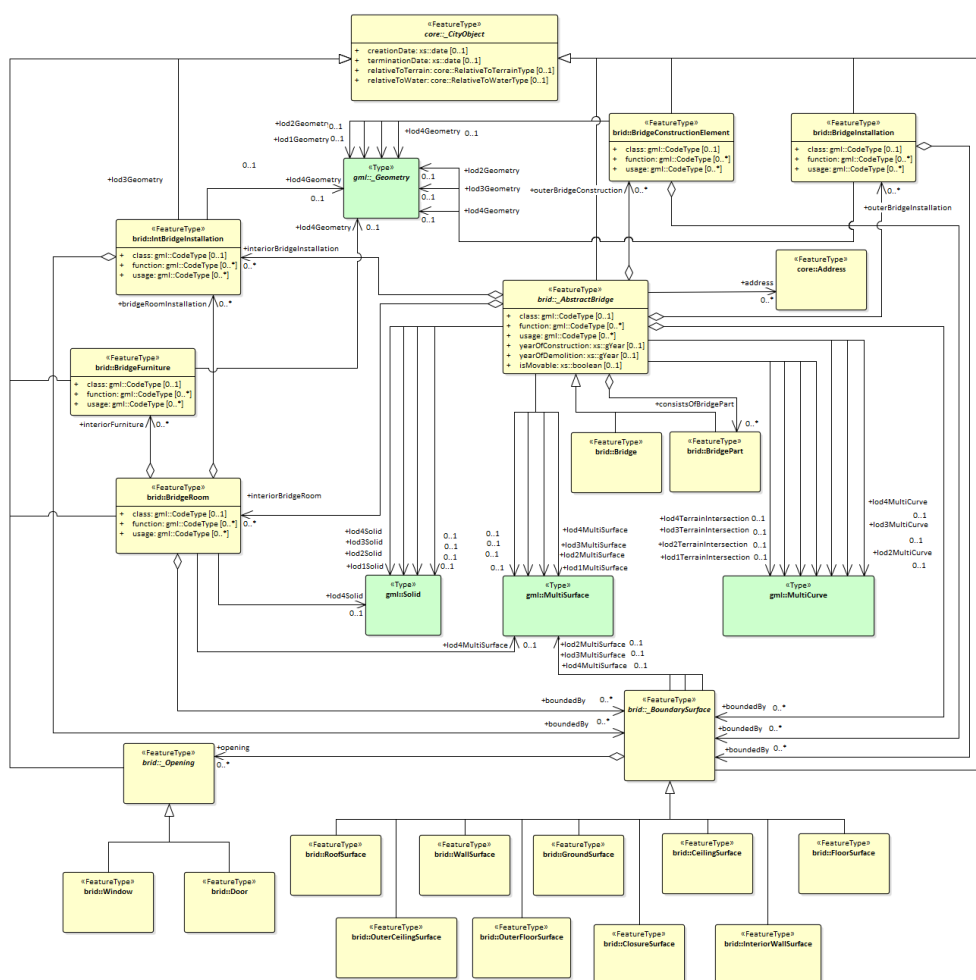 «FeatureType»
core::_CityObject
+ creationDate: xs::date [0..1]
+ terminationDate: xs::date [0..1]
+ relativeToTerrain: core::RelativeToTerrainType [0..1]
+ relativeToWater: core::RelativeToWaterType [0..1]
+lod2Geometry 0..1
+lod1Geometry 0..1
+lod4Geometry 0..1
«FeatureType»
brid::BridgeConstructionElement
+ class: gml::CodeType [0..1]
+ function: gml::CodeType [0..*]
+ usage: gml::CodeType [0..*]
«FeatureType»
brid::BridgeInstallation
+ class: gml::CodeType [0..1]
+ function: gml::CodeType [0..*]
+ usage: gml::CodeType [0..*]
+lod3Geometry
0..1
+lod4Geometry
0..1
«Type»
gml::_Geometry
+lod2Geometry
0..1
+lod3Geometry
0..1
+lod4Geometry
0..1
+outerBridgeConstruction
0..*
0..*
+outerBridgeInstallation
+lod4Geometry 0..1
«FeatureType»
brid::IntBridgeInstallation
+ class: gml::CodeType [0..1]
+ function: gml::CodeType [0..*]
+ usage: gml::CodeType [0..*]
+interiorBridgeInstallation
0..*
«FeatureType»
core::Address
+address
0..*
«FeatureType»
brid::_AbstractBridge
+ class: gml::CodeType [0..1]
+ function: gml::CodeType [0..*]
+ usage: gml::CodeType [0..*]
+ yearOfConstruction: xs::gYear [0..1]
+ yearOfDemolition: xs::gYear [0..1]
+ isMovable: xs::boolean [0..1]
+bridgeRoomInstallation
0..*
«FeatureType»
brid::BridgeFurniture
+ class: gml::CodeType [0..1]
+ function: gml::CodeType [0..*]
+ usage: gml::CodeType [0..*]
+interiorFurniture 0..*
+consistsOfBridgePart
0..*
«FeatureType»
brid::Bridge
«FeatureType»
brid::BridgePart
«FeatureType»
brid::BridgeRoom
+ class: gml::CodeType [0..1]
+ function: gml::CodeType [0..*]
+ usage: gml::CodeType [0..*]
+interiorBridgeRoom
0..*
+lod4Solid 0..1
+lod3Solid 0..1
+lod2Solid 0..1
+lod1Solid 0..1
0..1
0..1
0..1
0..1
+lod4MultiSurface
+lod3MultiSurface
+lod2MultiSurface
+lod1MultiSurface
+lod4TerrainIntersection 0..1
+lod3TerrainIntersection 0..1
+lod2TerrainIntersection 0..1
+lod1TerrainIntersection 0..1
+lod4MultiCurve
0..1
+lod3MultiCurve
0..1
+lod2MultiCurve
0..1
«Type»
gml::Solid
«Type»
gml::MultiSurface
«Type»
gml::MultiCurve
+lod4Solid
0..1
+lod4MultiSurface 0..1
+lod2MultiSurface 0..1
+lod3MultiSurface 0..1
+lod4MultiSurface 0..1
«FeatureType»
brid::_BoundarySurface
+boundedBy 0..*
+boundedBy 0..*
+boundedBy 0..*
+boundedBy 0..*
+boundedBy 0..*
+opening
0..*
«FeatureType»
brid::_Opening
«FeatureType»
brid::Window
«FeatureType»
brid::Door
«FeatureType»
brid::RoofSurface
«FeatureType»
brid::WallSurface
«FeatureType»
brid::GroundSurface
«FeatureType»
brid::CeilingSurface
«FeatureType»
brid::FloorSurface
«FeatureType»
brid::OuterCeilingSurface
«FeatureType»
brid::OuterFloorSurface
«FeatureType»
brid::ClosureSurface
«FeatureType»
brid::InteriorWallSurface